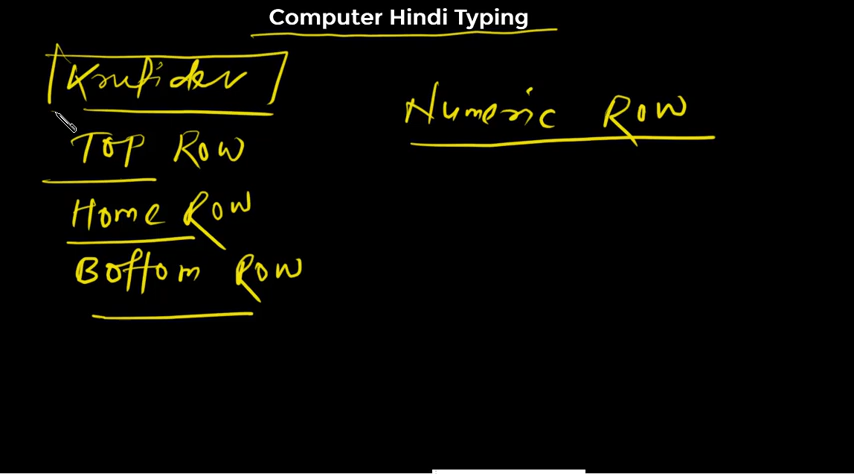 Computer Hindi Typing
Krutidev
Numeric Row
Top Row
Home Row
Bottom Row